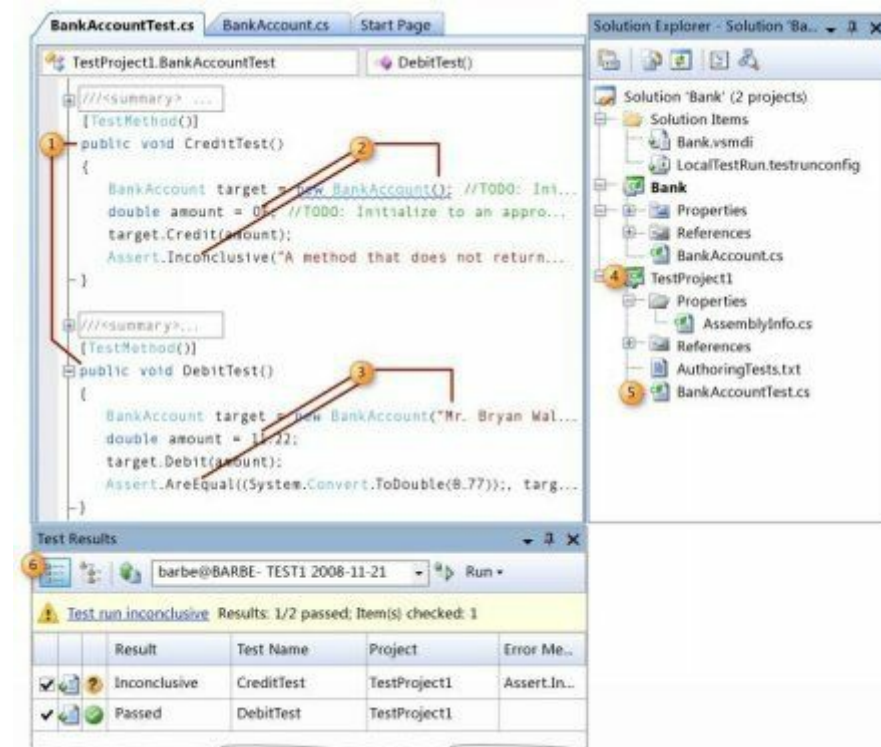 BankAccountTest.cs BankAccount.cs Start Page
TestProject1.BankAccountTest DebitTest()
///<summary> ...
[TestMethod()]
1 public void CreditTest() 2
{
BankAccount target = new BankAccount(); //TODO: Ini...
double amount = 0; //TODO: Initialize to an appro...
target.Credit(amount);
Assert.Inconclusive("A method that does not return...
}
///<summary>...
[TestMethod()]
public void DebitTest() 3
{
BankAccount target = new BankAccount("Mr. Bryan Wal...
double amount = 11.22;
target.Debit(amount);
Assert.AreEqual((System.Convert.ToDouble(8.77));, targ...
}
Solution Explorer - Solution 'Ba...
Solution 'Bank' (2 projects)
Solution Items
Bank.vsmdi
LocalTestRun.testrunconfig
Bank
Properties
References
BankAccount.cs
4 TestProject1
Properties
AssemblyInfo.cs
References
AuthoringTests.txt
5 BankAccountTest.cs
Test Results
6 barbe@BARBE- TEST1 2008-11-21 Run
Test run inconclusive Results: 1/2 passed; Item(s) checked: 1
Result Test Name Project Error Me...
Inconclusive CreditTest TestProject1 Assert.In...
Passed DebitTest TestProject1